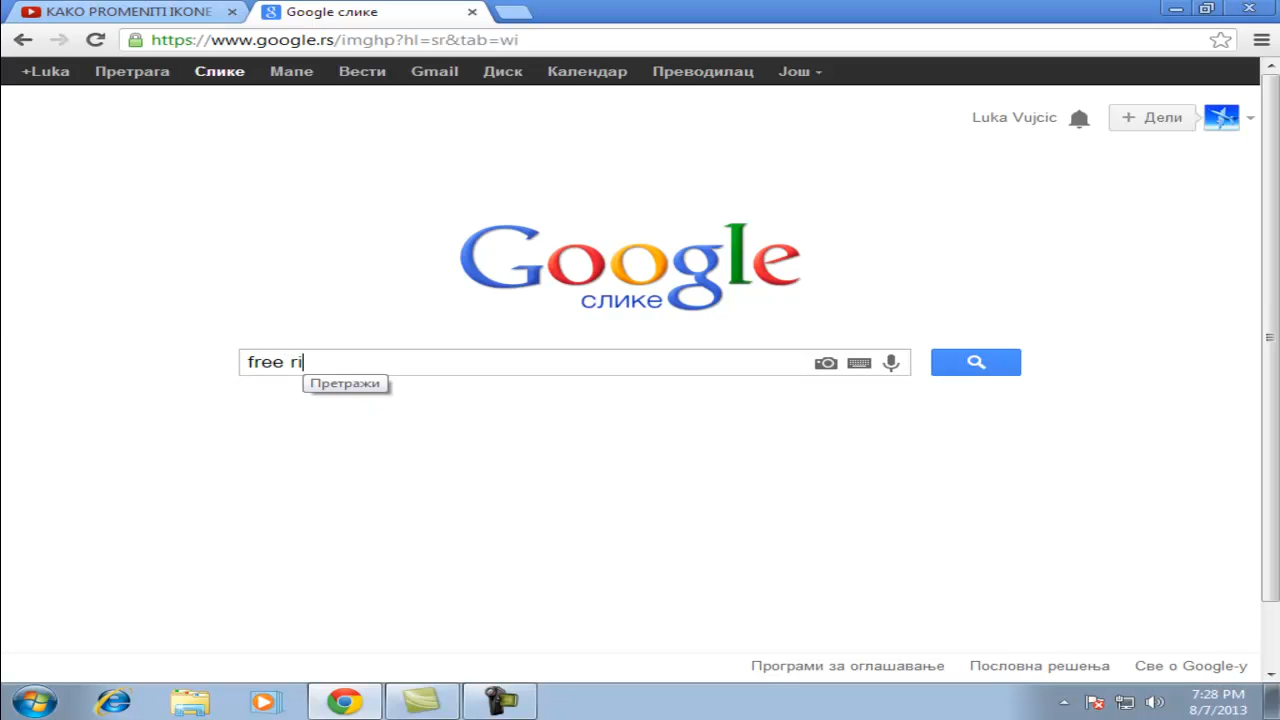 KAKO PROMENITI IKONE
Google слике
https://www.google.rs/imghp?hl=sr&tab=wi
+Luka Претрага Слике Мапе Вести Gmail Диск Календар Преводилац Још
Luka Vujcic + Дели
Google
слике
free ri
Претражи
Програми за оглашавање Пословна решења Све о Google-у
7:28 PM
8/7/2013